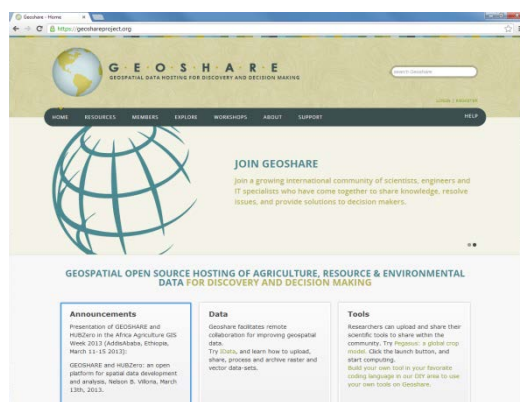 Geoshare - Home
https://geoshareproject.org
G·E·O·S·H·A·R·E
GEOSPATIAL DATA HOSTING FOR DISCOVERY AND DECISION MAKING
search Geoshare
LOGIN / REGISTER
HOME RESOURCES MEMBERS EXPLORE WORKSHOPS ABOUT SUPPORT HELP
JOIN GEOSHARE
Join a growing international community of scientists, engineers and
IT specialists who have come together to share knowledge, resolve
issues, and provide solutions to decision makers.
GEOSPATIAL OPEN SOURCE HOSTING OF AGRICULTURE, RESOURCE & ENVIRONMENTAL
DATA FOR DISCOVERY AND DECISION MAKING
Announcements
Presentation of GEOSHARE and
HUBZero in the Africa Agriculture GIS
Week 2013 (AddisAbaba, Ethiopia,
March 11-15 2013):
GEOSHARE and HUBZero: an open
platform for spatial data development
and analysis, Nelson B. Villoria, March
13th, 2013.
Data
Geoshare facilitates remote
collaboration for improving geospatial
data.
Try iData, and learn how to upload,
share, process and archive raster and
vector data-sets.
Tools
Researchers can upload and share their
scientific tools to share within the
community. Try Pegasus: a global crop
model. Click the launch button, and
start computing.
Build your own tool in your favorite
coding language in our DIY area to use
your own tools on Geoshare.